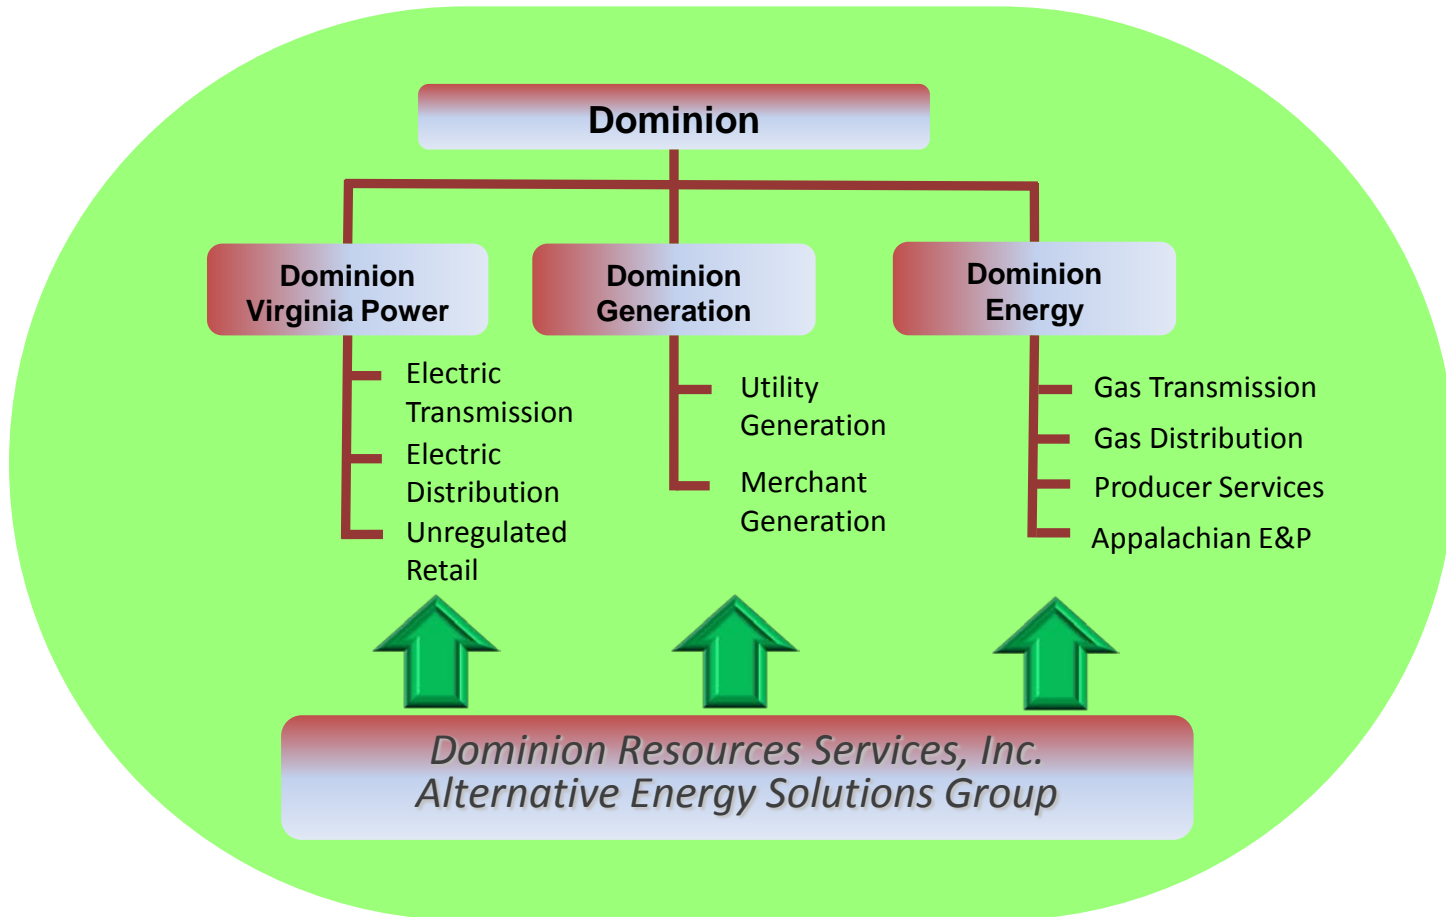 Dominion
Dominion
Virginia Power
Electric
Transmission
Electric
Distribution
Unregulated
Retail
Dominion
Generation
Utility
Generation
Merchant
Generation
Dominion
Energy
Gas Transmission
Gas Distribution
Producer Services
Appalachian E&P
Dominion Resources Services, Inc.
Alternative Energy Solutions Group